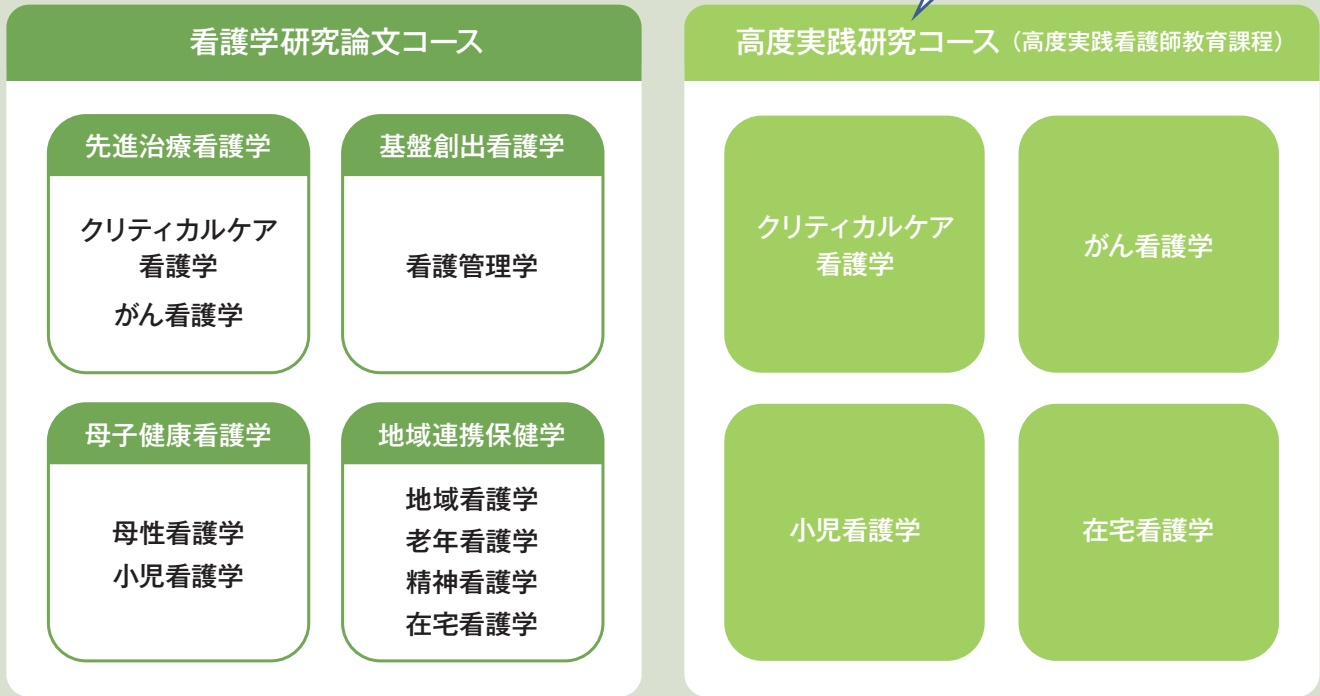 看護学研究論文コース
先進治療看護学
クリティカルケア
看護学
がん看護学
基盤創出看護学
看護管理学
母子健康看護学
母性看護学
小児看護学
地域連携保健学
地域看護学
老年看護学
精神看護学
在宅看護学
高度実践研究コース（高度実践看護師教育課程）
クリティカルケア
看護学
がん看護学
小児看護学
在宅看護学